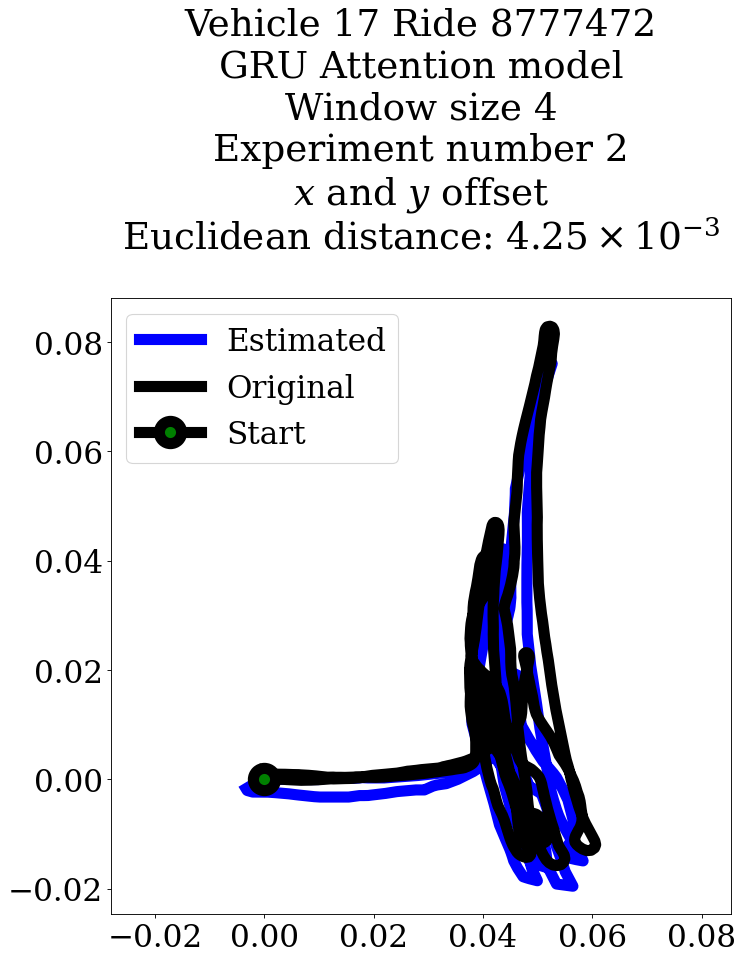 Vehicle 17 Ride 8777472
GRU Attention model
Window size 4
Experiment number 2
x and y offset
Euclidean distance: 4.25 × 10⁻³
Estimated
Original
Start
0.08
0.06
0.04
0.02
0.00
−0.02
−0.02 0.00 0.02 0.04 0.06 0.08